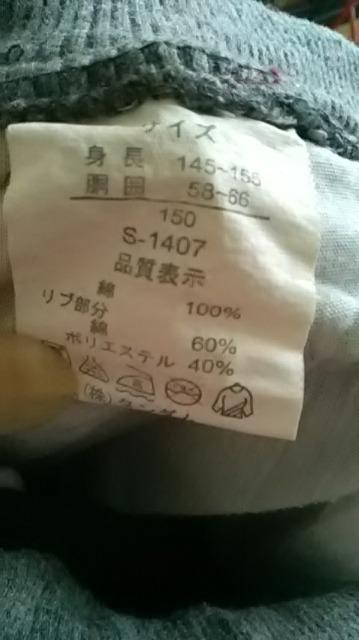 サイズ
身長 145~155
胴囲 58~66
150
S-1407
品質表示
綿 100%
リブ部分
綿 60%
ポリエステル 40%
(株)